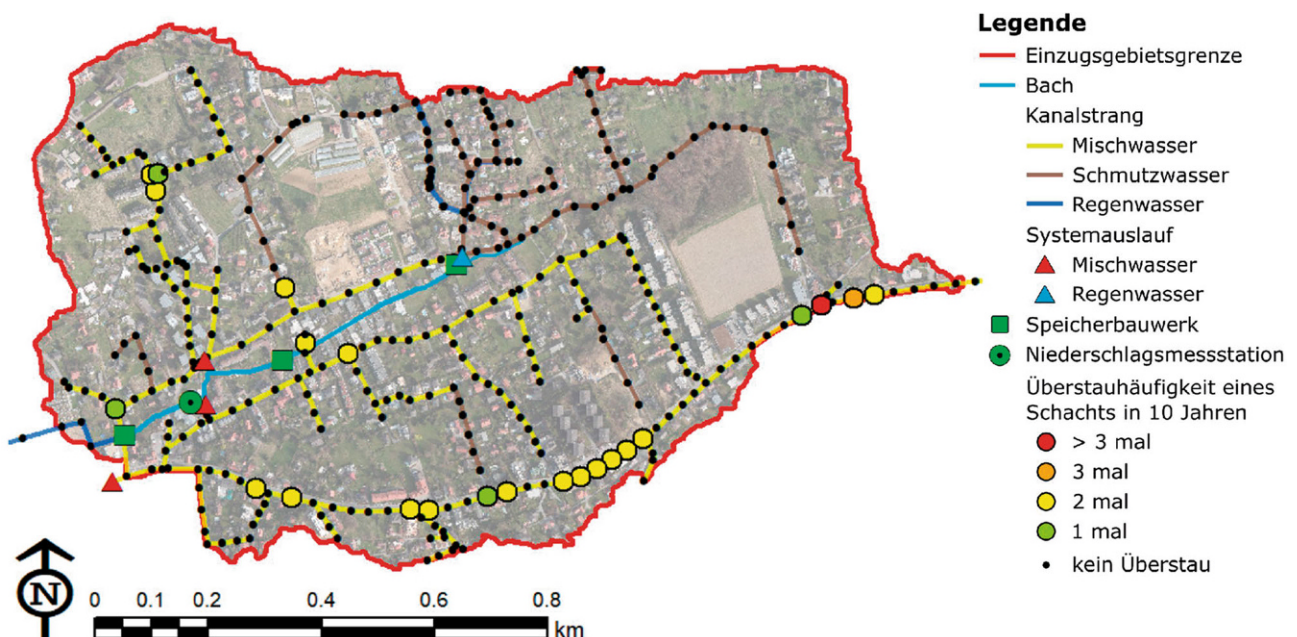 Legende
Einzugsgebietsgrenze
Bach
Kanalstrang
Mischwasser
Schmutzwasser
Regenwasser
Systemauslauf
Mischwasser
Regenwasser
Speicherbauwerk
Niederschlagsmessstation
Überstauhäufigkeit eines
Schachts in 10 Jahren
> 3 mal
3 mal
2 mal
1 mal
kein Überstau
N
0 0.1 0.2 0.4 0.6 0.8
km